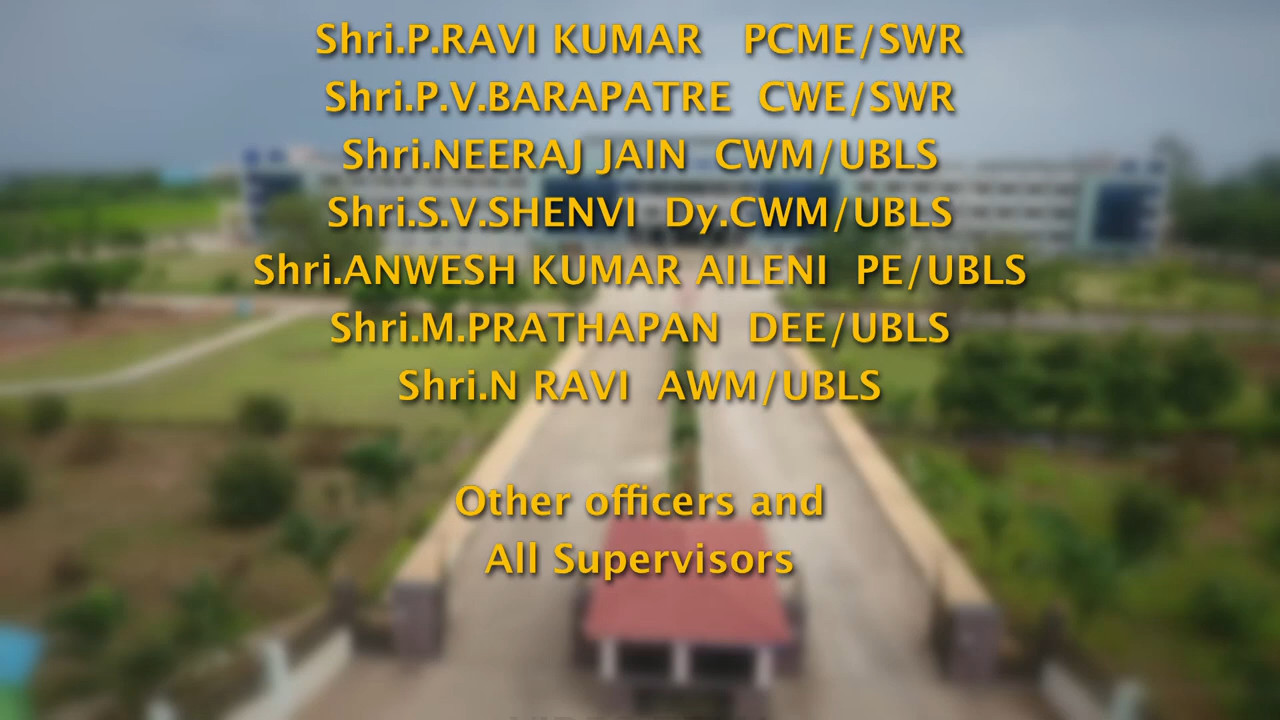 Shri.P.RAVI KUMAR PCME/SWR
Shri.P.V.BARAPATRE CWE/SWR
Shri.NEERAJ JAIN CWM/UBLS
Shri.S.V.SHENVI Dy.CWM/UBLS
Shri.ANWESH KUMAR AILENI PE/UBLS
Shri.M.PRATHAPAN DEE/UBLS
Shri.N RAVI AWM/UBLS
Other officers and
All Supervisors